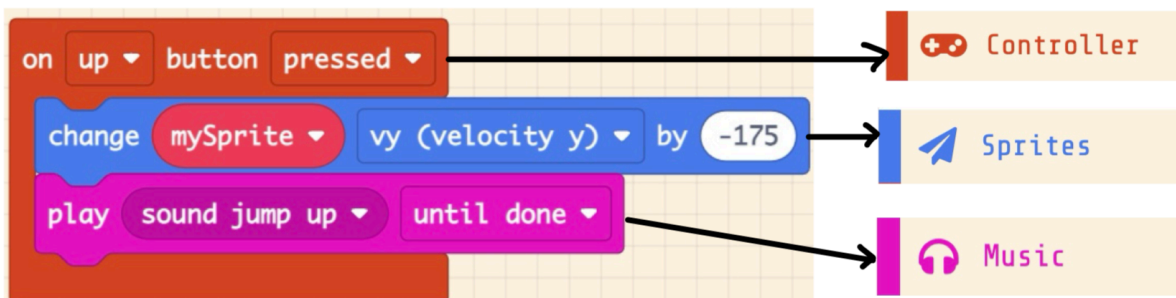 on up button pressed
Controller
change mySprite vy (velocity y) by -175
Sprites
play sound jump up until done
Music